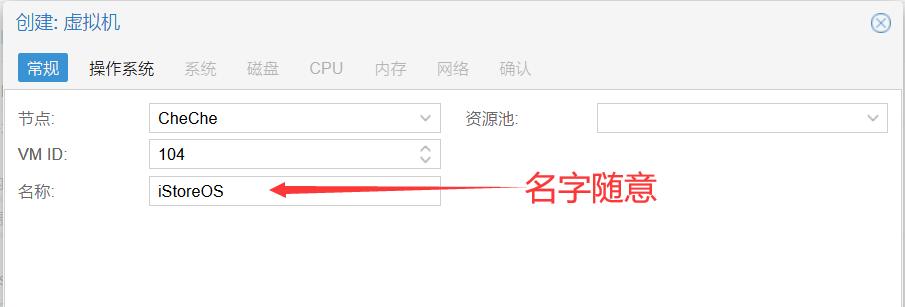 创建: 虚拟机
常规 操作系统 系统 磁盘 CPU 内存 网络 确认
节点: CheChe 资源池:
VM ID: 104
名称: iStoreOS 名字随意